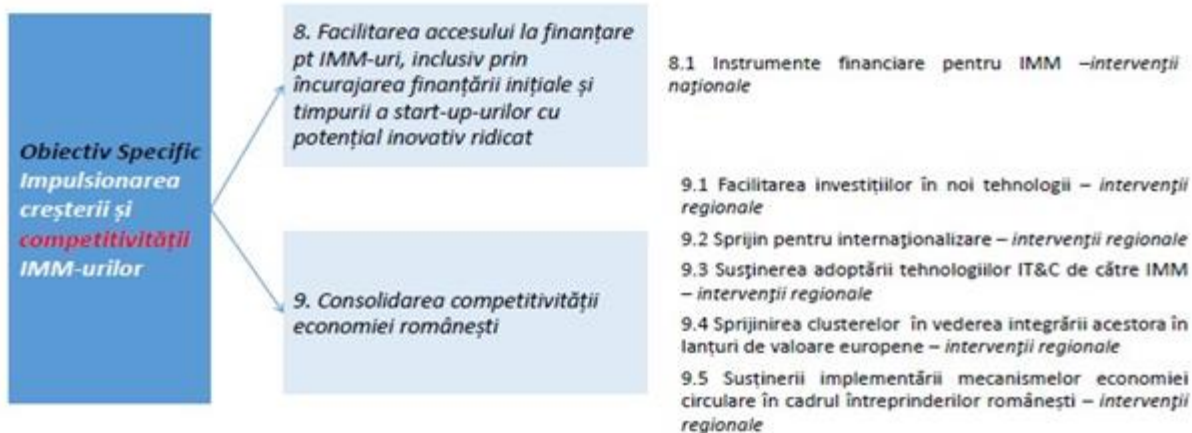 Obiectiv Specific
Impulsionarea
creșterii și
competitivității
IMM-urilor
8. Facilitarea accesului la finanțare
pt IMM-uri, inclusiv prin
încurajarea finanțării inițiale și
timpurii a start-up-urilor cu
potențial inovativ ridicat
8.1 Instrumente financiare pentru IMM –intervenții
naționale
9. Consolidarea competitivității
economiei românești
9.1 Facilitarea investițiilor în noi tehnologii – intervenții
regionale
9.2 Sprijin pentru internaționalizare – intervenții regionale
9.3 Susținerea adoptării tehnologiilor IT&C de către IMM
– intervenții regionale
9.4 Sprijinirea clusterelor în vederea integrării acestora în
lanțuri de valoare europene – intervenții regionale
9.5 Susținerii implementării mecanismelor economiei
circulare în cadrul întreprinderilor românești – intervenții
regionale